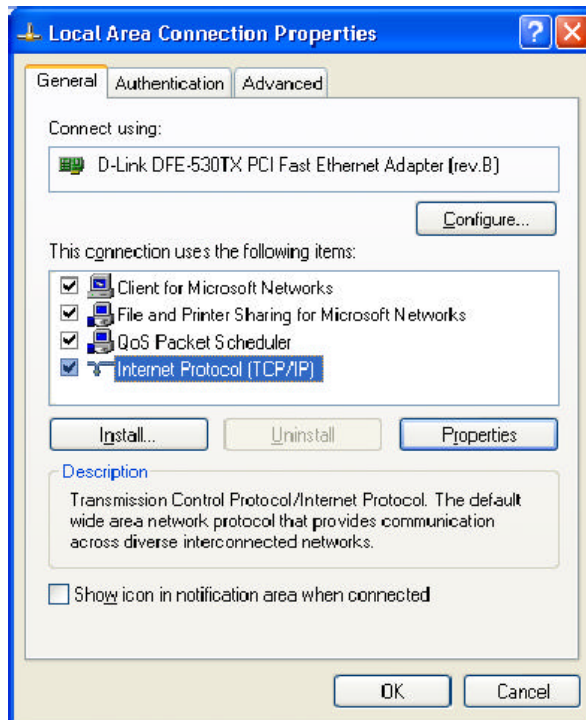 Local Area Connection Properties
General Authentication Advanced
Connect using:
D-Link DFE-530TX PCI Fast Ethernet Adapter (rev.B)
Configure...
This connection uses the following items:
Client for Microsoft Networks
File and Printer Sharing for Microsoft Networks
QoS Packet Scheduler
Internet Protocol (TCP/IP)
Install... Uninstall Properties
Description
Transmission Control Protocol/Internet Protocol. The default
wide area network protocol that provides communication
across diverse interconnected networks.
Show icon in notification area when connected
OK Cancel